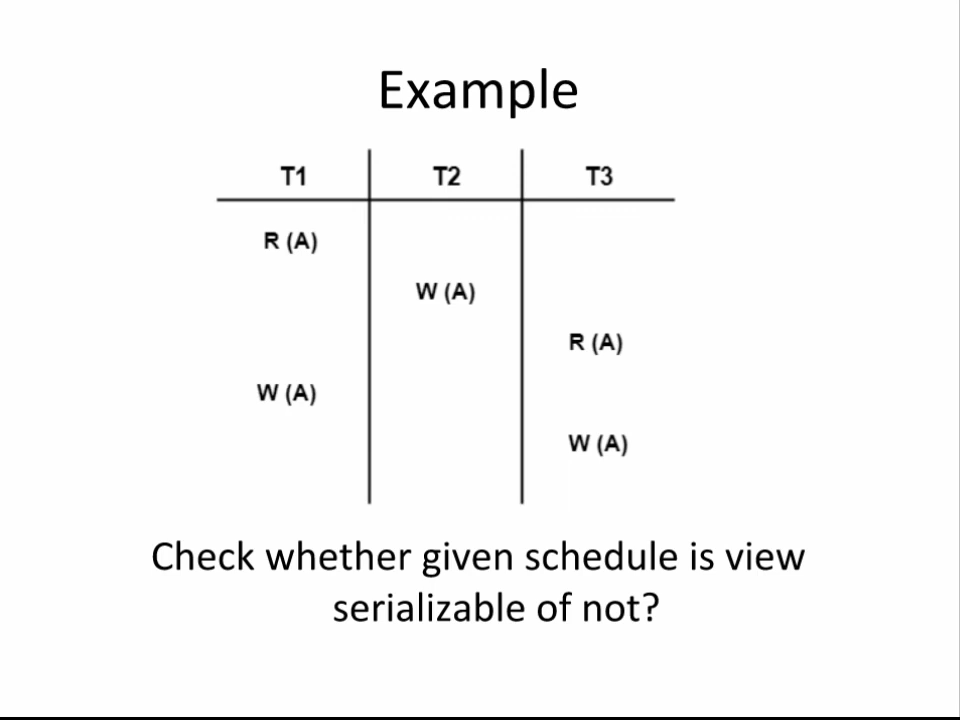 Example
T1 T2 T3
R (A)
W (A)
R (A)
W (A)
W (A)
Check whether given schedule is view
serializable of not?